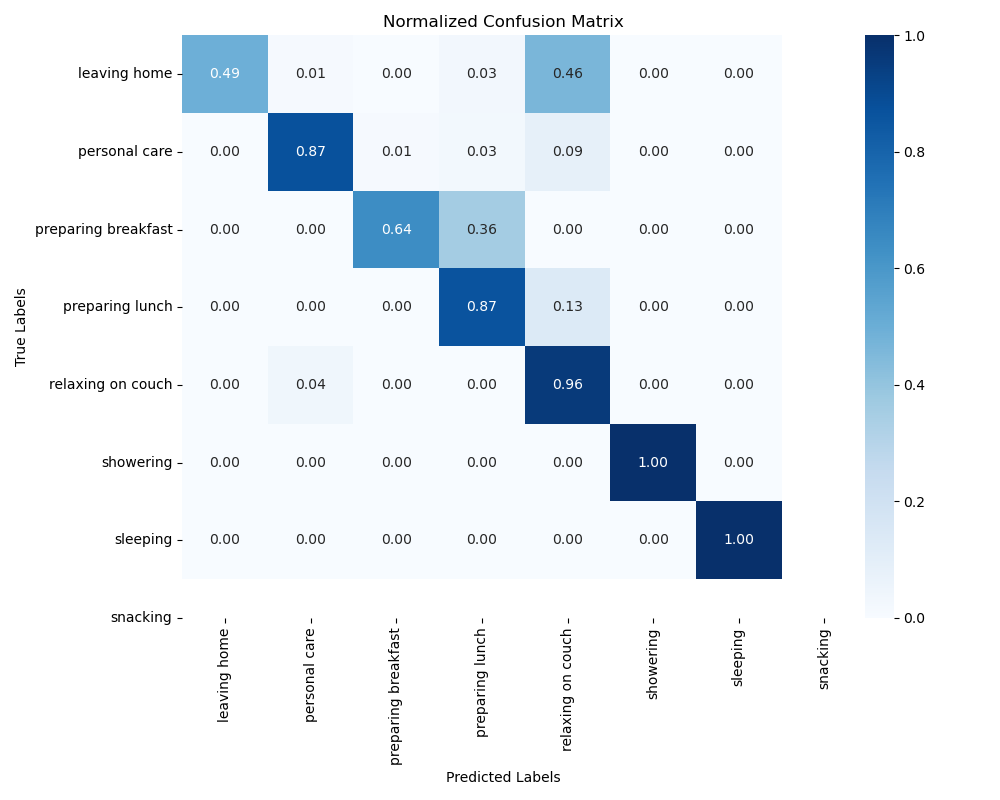 Normalized Confusion Matrix
True Labels
leaving home 0.49 0.01 0.00 0.03 0.46 0.00 0.00
personal care 0.00 0.87 0.01 0.03 0.09 0.00 0.00
preparing breakfast 0.00 0.00 0.64 0.36 0.00 0.00 0.00
preparing lunch 0.00 0.00 0.00 0.87 0.13 0.00 0.00
relaxing on couch 0.00 0.04 0.00 0.00 0.96 0.00 0.00
showering 0.00 0.00 0.00 0.00 0.00 1.00 0.00
sleeping 0.00 0.00 0.00 0.00 0.00 0.00 1.00
snacking
leaving home
personal care
preparing breakfast
preparing lunch
relaxing on couch
showering
sleeping
snacking
Predicted Labels
1.0
0.8
0.6
0.4
0.2
0.0